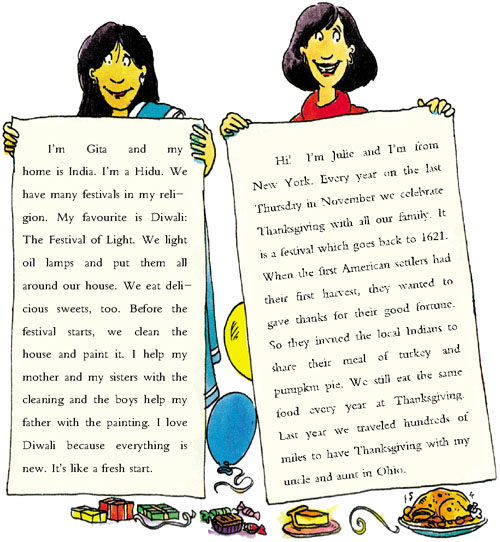 I'm Gita and my
home is India. I'm a Hidu. We
have many festivals in my reli-
gion. My favourite is Diwali:
The Festival of Light. We light
oil lamps and put them all
around our house. We eat deli-
cious sweets, too. Before the
festival starts, we clean the
house and paint it. I help my
mother and my sisters with the
cleaning and the boys help my
father with the painting. I love
Diwali because everything is
new. It's like a fresh start.
Hi! I'm Julie and I'm from
New York. Every year on the last
Thursday in November we celebrate
Thanksgiving with all our family. It
is a festival which goes back to 1621.
When the first American settlers had
their first harvest, they wanted to
gave thanks for their good fortune.
So they invited the local Indians to
share their meal of turkey and
pumpkin pie. We still eat the same
food every year at Thanksgiving.
Last year we traveled hundreds of
miles to have Thanksgiving with my
uncle and aunt in Ohio.